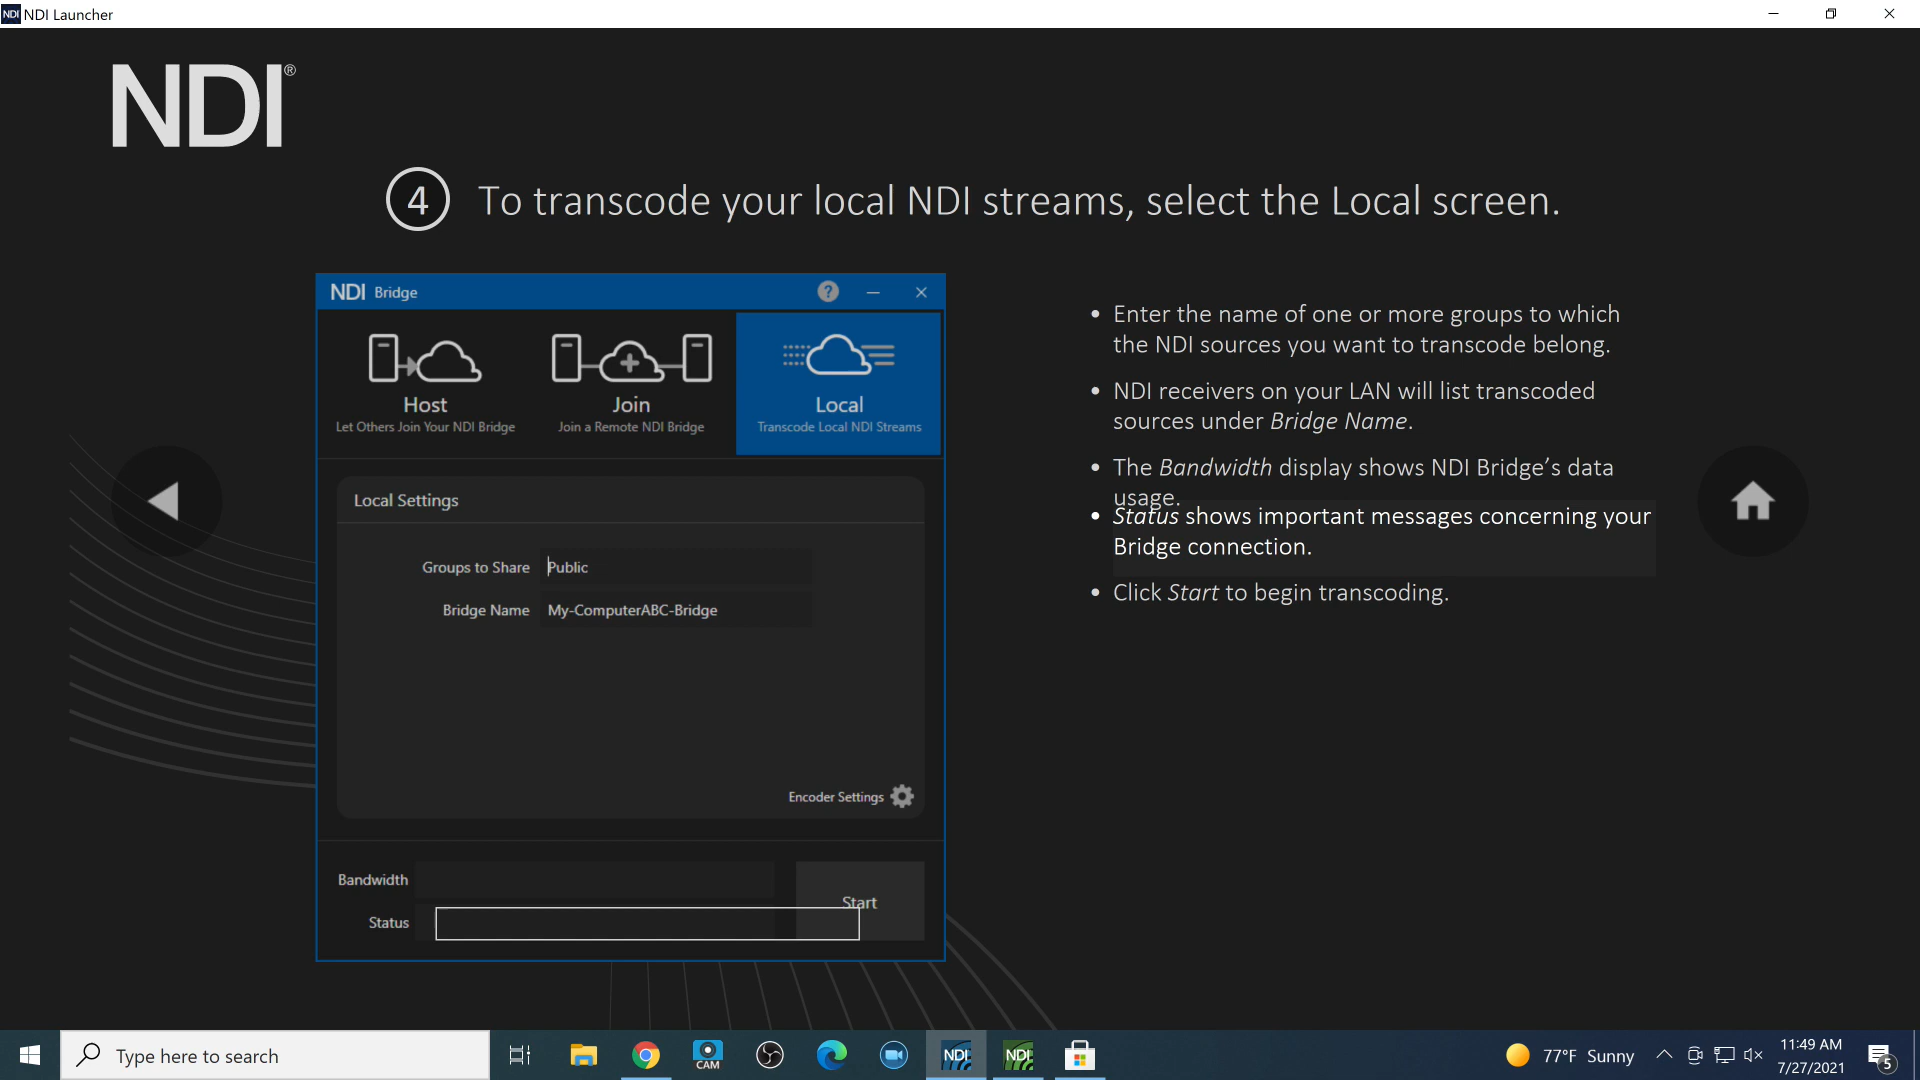 NDI NDI Launcher
NDI®
4 To transcode your local NDI streams, select the Local screen.
NDI Bridge
?
Host
Let Others Join Your NDI Bridge
Join
Join a Remote NDI Bridge
Local
Transcode Local NDI Streams
Local Settings
Groups to Share Public
Bridge Name My-ComputerABC-Bridge
Encoder Settings
Bandwidth
Status
Start
• Enter the name of one or more groups to which
the NDI sources you want to transcode belong.
• NDI receivers on your LAN will list transcoded
sources under Bridge Name.
• The Bandwidth display shows NDI Bridge’s data
usage.
• Status shows important messages concerning your
Bridge connection.
• Click Start to begin transcoding.
Type here to search
CAM
NDI
NDI
77°F Sunny
11:49 AM
7/27/2021
5